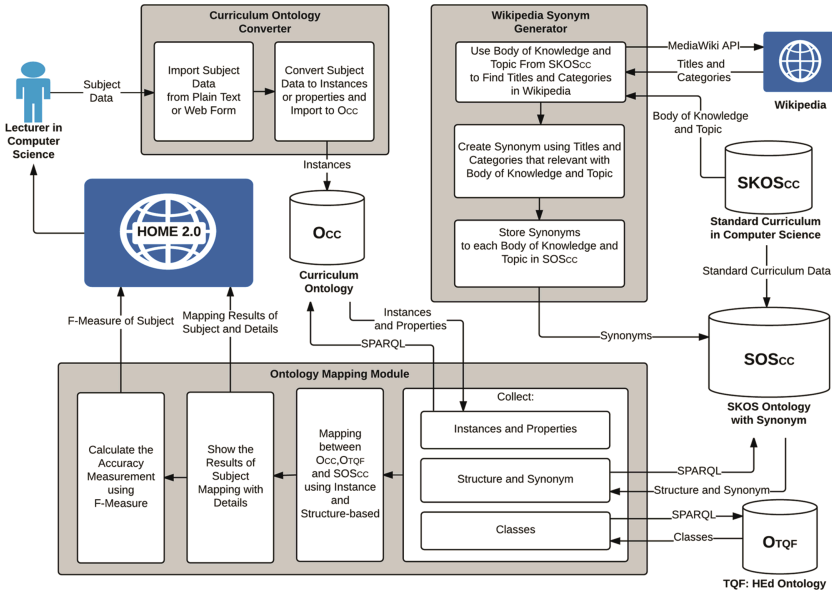 Curriculum Ontology
Converter
Import Subject
Data
from Plain Text
or Web Form
Convert Subject
Data to Instances
or properties and
Import to OCC
Subject
Data
Lecturer in
Computer
Science
Instances
HOME 2.0
OCC
Curriculum
Ontology
Wikipedia Synonym
Generator
Use Body of Knowledge and
Topic From SKOSCC
to Find Titles and Categories
in Wikipedia
Create Synonym using Titles and
Categories that relevant with
Body of Knowledge and Topic
Store Synonyms
to each Body of Knowledge and
Topic in SOSCC
MediaWiki API
Titles and
Categories
Wikipedia
Body of Knowledge
and Topic
SKOSCC
Standard Curriculum
in Computer Science
Standard Curriculum Data
Synonyms
SOSCC
SKOS Ontology
with Synonym
F-Measure of Subject
Mapping Results of
Subject and Details
Instances
and Properties
SPARQL
Ontology Mapping Module
Calculate the
Accuracy
Measurement
using
F-Measure
Show the
Results of
Subject
Mapping with
Details
Mapping
between
OCC,OTQF
and SOSCC
using Instance
and
Structure-based
Collect:
Instances and Properties
Structure and Synonym
Classes
SPARQL
Structure and Synonym
SPARQL
Classes
OTQF
TQF: HEd Ontology